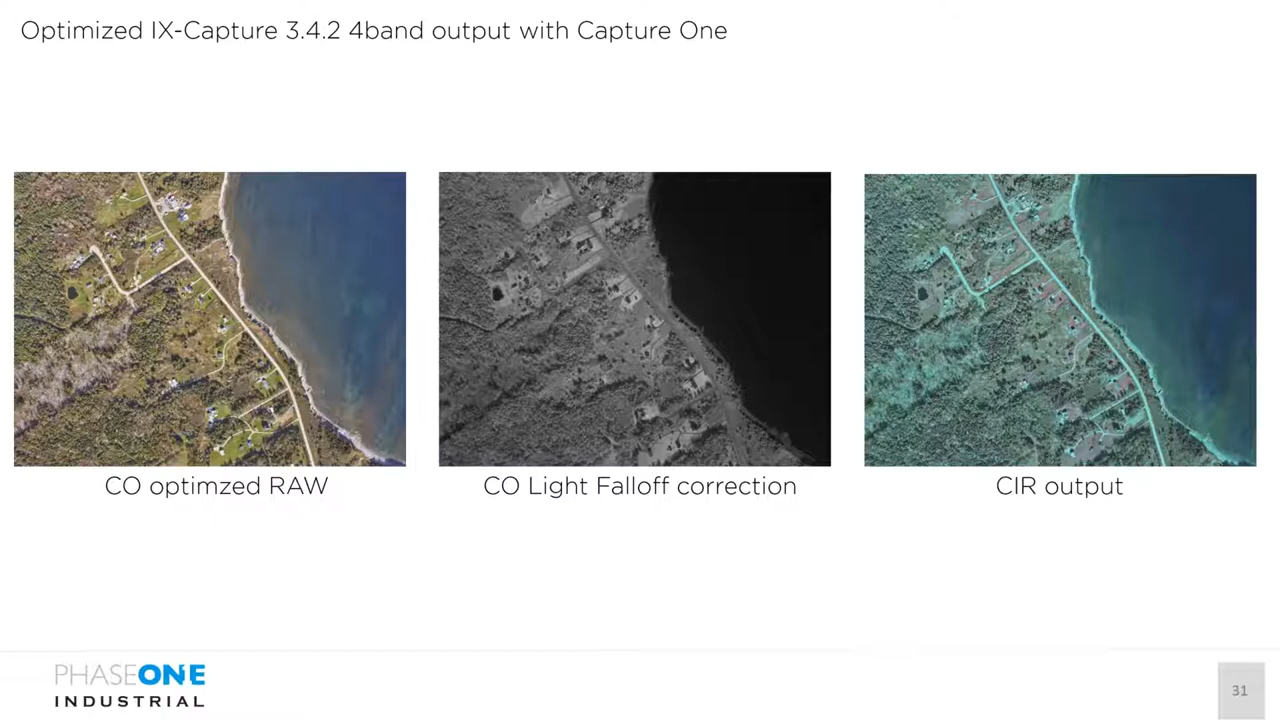 Optimized IX-Capture 3.4.2 4band output with Capture One
CO optimzed RAW
CO Light Falloff correction
CIR output
PHASEONE
INDUSTRIAL
31